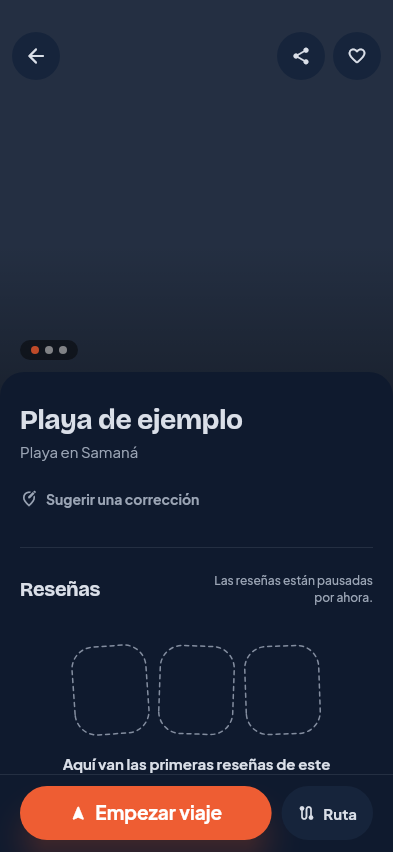 Playa de ejemplo
Playa en Samaná
Sugerir una corrección
Reseñas
Las reseñas están pausadas
por ahora.
Aquí van las primeras reseñas de este
Empezar viaje
Ruta